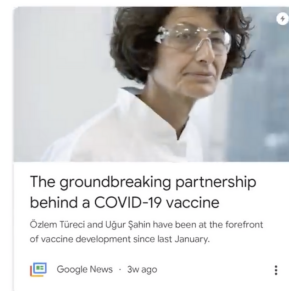 The groundbreaking partnership
behind a COVID-19 vaccine
Özlem Türeci and Uğur Şahin have been at the forefront
of vaccine development since last January.
Google News · 3w ago